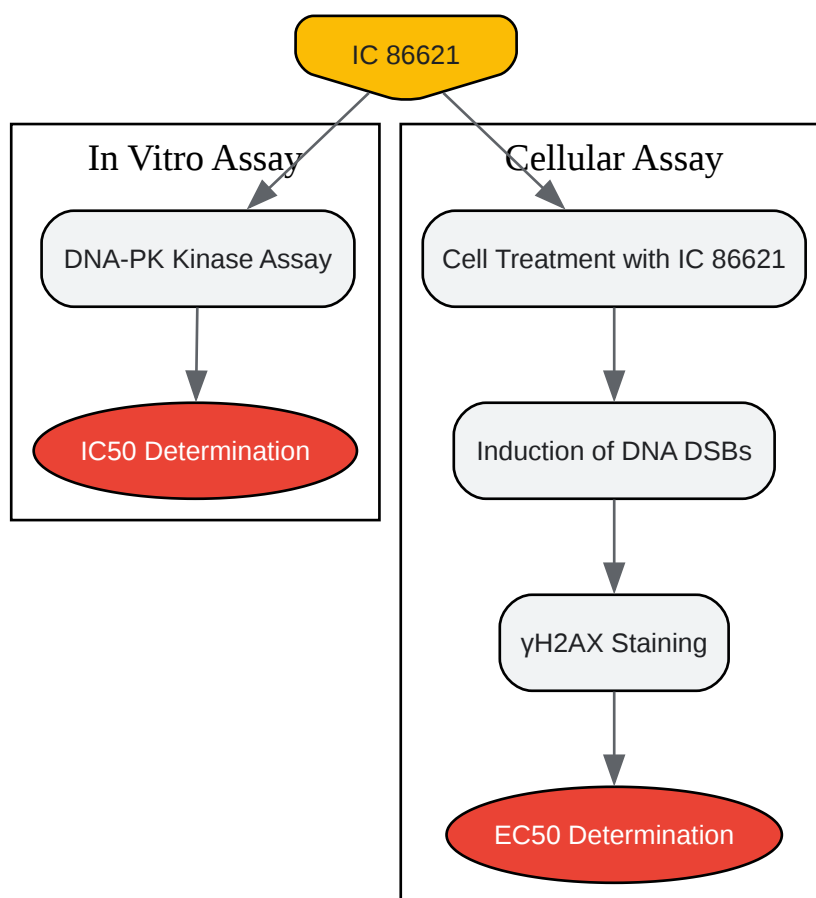 IC 86621
In Vitro Assay
DNA-PK Kinase Assay
IC50 Determination
Cellular Assay
Cell Treatment with IC 86621
Induction of DNA DSBs
γH2AX Staining
EC50 Determination